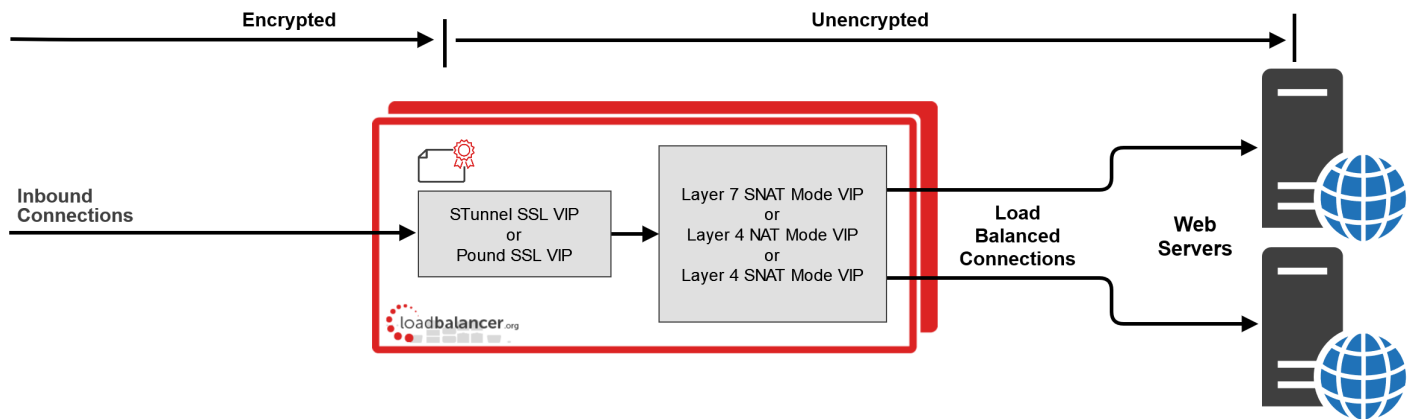 Encrypted
Unencrypted
Inbound
Connections
STunnel SSL VIP
or
Pound SSL VIP
Layer 7 SNAT Mode VIP
or
Layer 4 NAT Mode VIP
or
Layer 4 SNAT Mode VIP
Load
Balanced
Connections
Web
Servers
loadbalancer.org